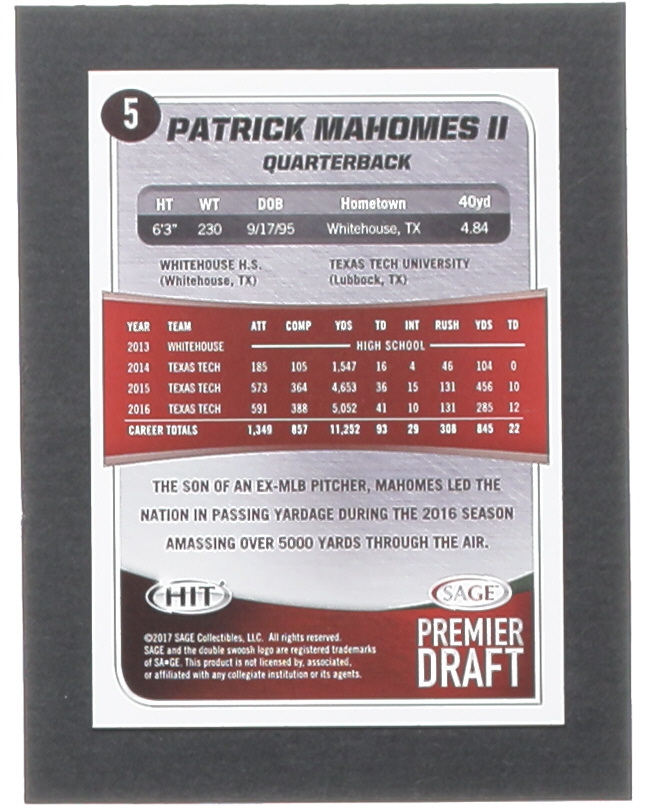 5
PATRICK MAHOMES II
QUARTERBACK
HT WT DOB Hometown 40yd
6'3" 230 9/17/95 Whitehouse, TX 4.84
WHITEHOUSE H.S. TEXAS TECH UNIVERSITY
(Whitehouse, TX) (Lubbock, TX)
YEAR TEAM ATT COMP YDS TD INT RUSH YDS TD
2013 WHITEHOUSE HIGH SCHOOL
2014 TEXAS TECH 185 105 1,547 16 4 46 104 0
2015 TEXAS TECH 573 364 4,653 36 15 131 456 10
2016 TEXAS TECH 591 388 5,052 41 10 131 285 12
CAREER TOTALS 1,349 857 11,252 93 29 308 845 22
THE SON OF AN EX-MLB PITCHER, MAHOMES LED THE
NATION IN PASSING YARDAGE DURING THE 2016 SEASON
AMASSING OVER 5000 YARDS THROUGH THE AIR.
HIT SAGE
PREMIER
DRAFT
©2017 SAGE Collectibles, LLC. All rights reserved.
SAGE and the double swoosh logo are registered trademarks
of SA•GE. This product is not licensed by, associated,
or affiliated with any collegiate institution or its agents.